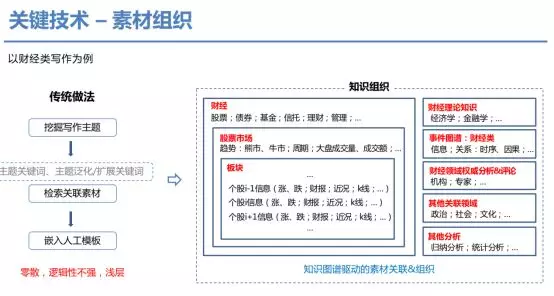 关键技术 – 素材组织
以财经类写作为例
传统做法
挖掘写作主题
主题关键词、主题泛化/扩展关键词
检索关联素材
嵌入人工模板
零散，逻辑性不强，浅层
知识组织
财经
股票；债券；基金；信托；理财；管理；...
股票市场
趋势：熊市、牛市；周期；大盘成交量、成交额；...
板块
...
个股i-1信息（涨、跌；财报；近况；k线；...
个股i信息（涨、跌；财报；近况；k线；...
个股i+1信息（涨、跌；财报；近况；k线；...
...
财经理论知识
经济学；金融学；...
事件图谱：财经类
信息；关系：时序、因果；...
财经领域权威分析&评论
机构；专家；...
其他关联领域
政治；社会；文化；...
其他分析
归纳分析；统计分析；...
知识图谱驱动的素材关联&组织